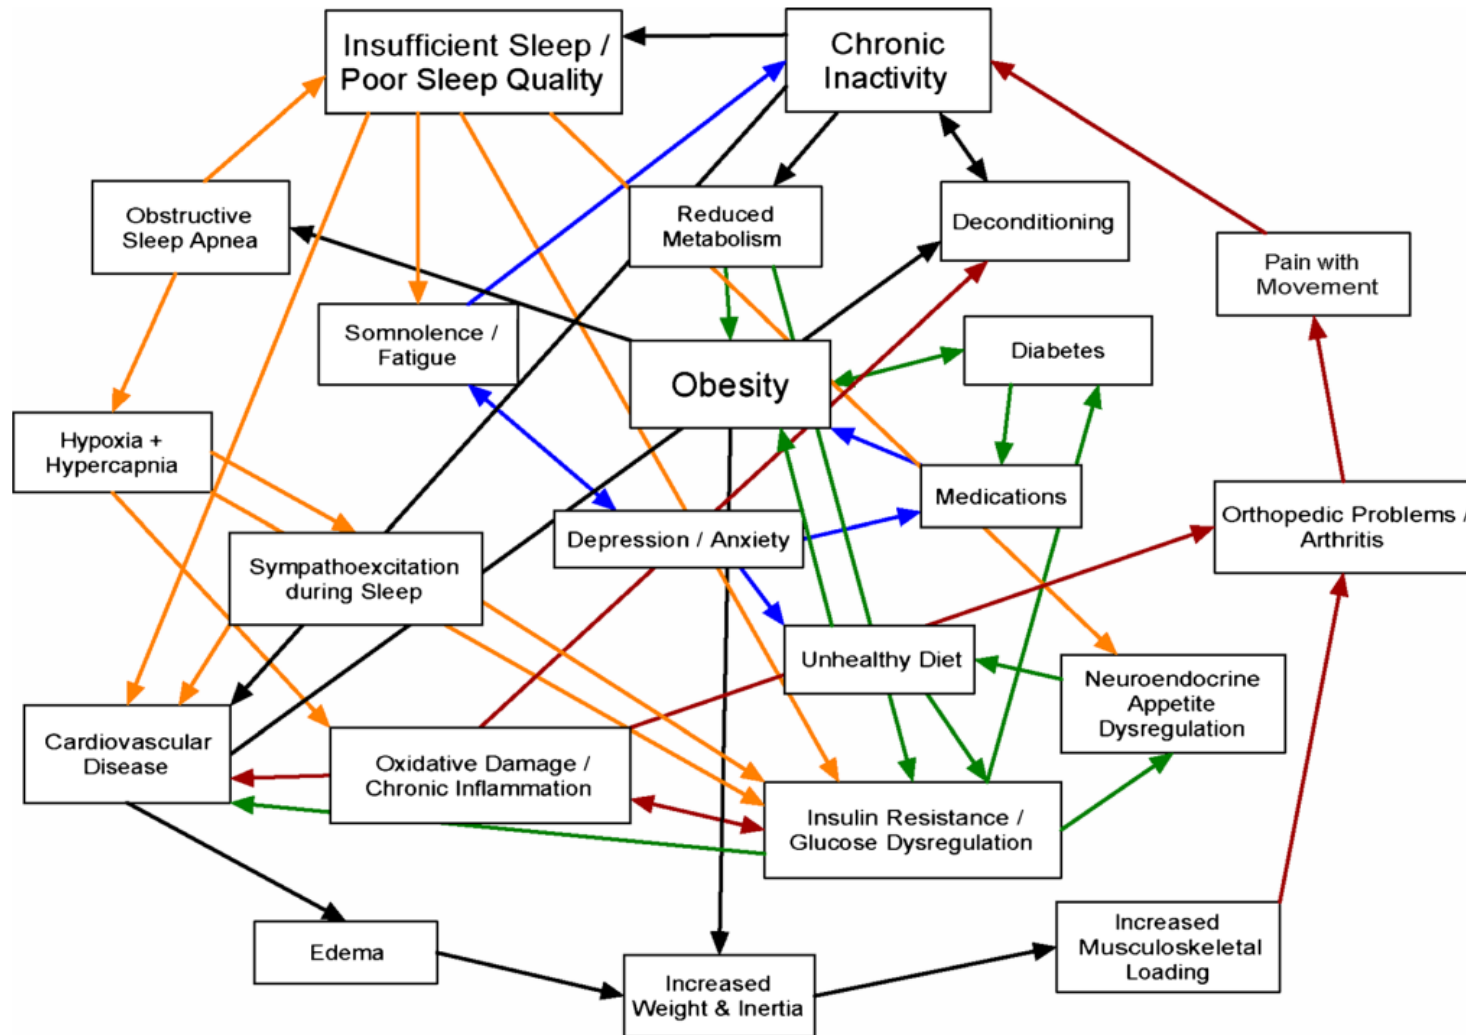 Insufficient Sleep /
Poor Sleep Quality
Chronic
Inactivity
Obstructive
Sleep Apnea
Reduced
Metabolism
Deconditioning
Pain with
Movement
Somnolence /
Fatigue
Obesity
Diabetes
Hypoxia +
Hypercapnia
Medications
Orthopedic Problems /
Arthritis
Depression / Anxiety
Sympathoexcitation
during Sleep
Unhealthy Diet
Neuroendocrine
Appetite
Dysregulation
Cardiovascular
Disease
Oxidative Damage /
Chronic Inflammation
Insulin Resistance /
Glucose Dysregulation
Edema
Increased
Weight & Inertia
Increased
Musculoskeletal
Loading